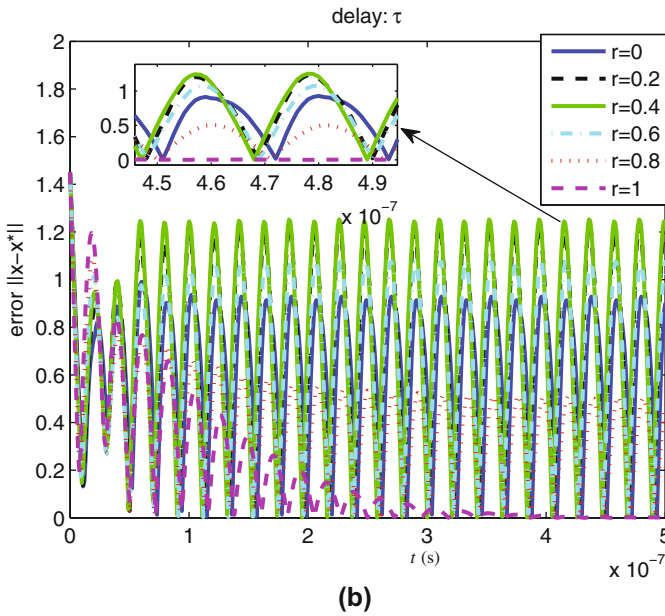 delay: τ
2
1.8
1.6
1.4
1.2
1
0.8
0.6
0.4
0.2
0
error ||x−x*||
1
0.5
0
4.5 4.6 4.7 4.8 4.9
x 10⁻⁷
r=0
r=0.2
r=0.4
r=0.6
r=0.8
r=1
0 1 2 3 4 5
t (s)
x 10⁻⁷
(b)